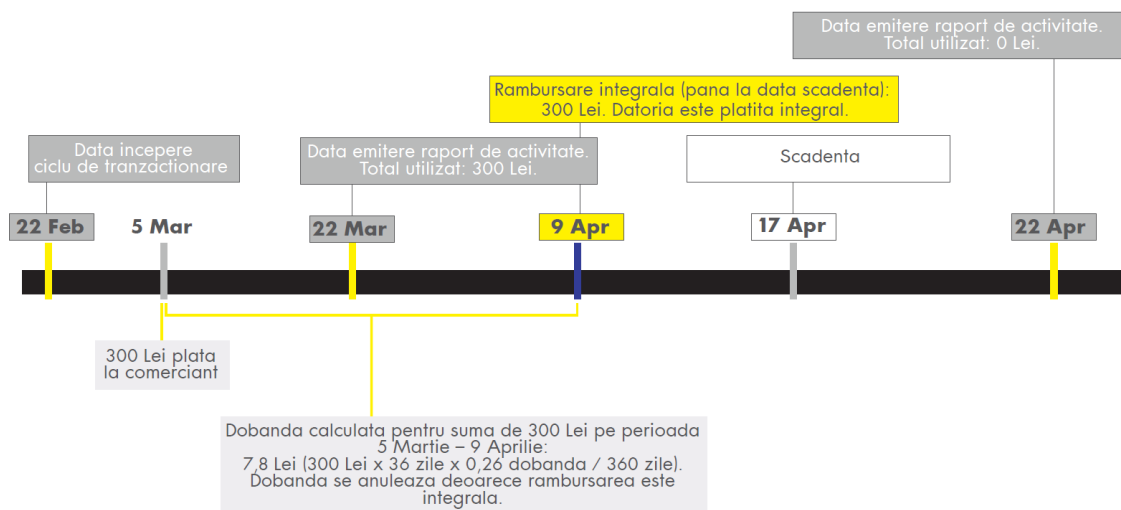 Data emitere raport de activitate.
Total utilizat: 0 Lei.
Rambursare integrala (pana la data scadenta):
300 Lei. Datoria este platita integral.
Data incepere
ciclu de tranzactionare
Data emitere raport de activitate.
Total utilizat: 300 Lei.
Scadenta
22 Feb
5 Mar
22 Mar
9 Apr
17 Apr
22 Apr
300 Lei plata
la comerciant
Dobanda calculata pentru suma de 300 Lei pe perioada
5 Martie – 9 Aprilie:
7,8 Lei (300 Lei x 36 zile x 0,26 dobanda / 360 zile).
Dobanda se anuleaza deoarece rambursarea este
integrala.